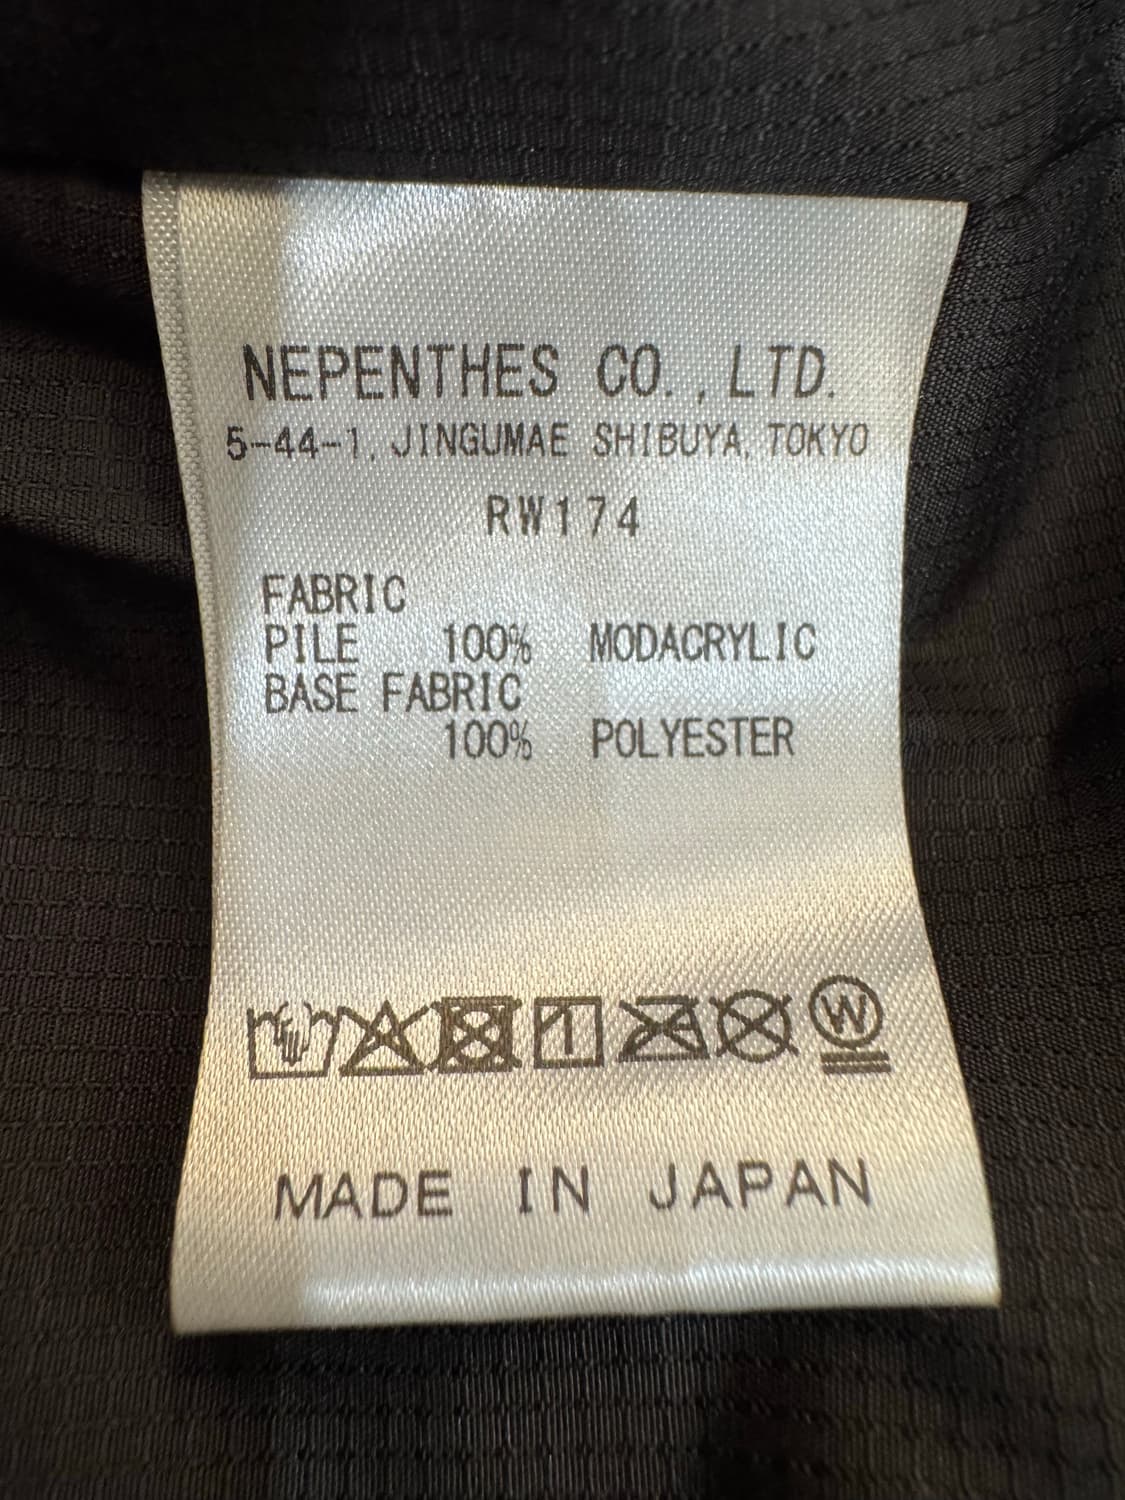 NEPENTHES CO.,LTD.
5-44-1, JINGUMAE SHIBUYA, TOKYO
RW174
FABRIC
PILE 100% MODACRYLIC
BASE FABRIC
100% POLYESTER
W
MADE IN JAPAN